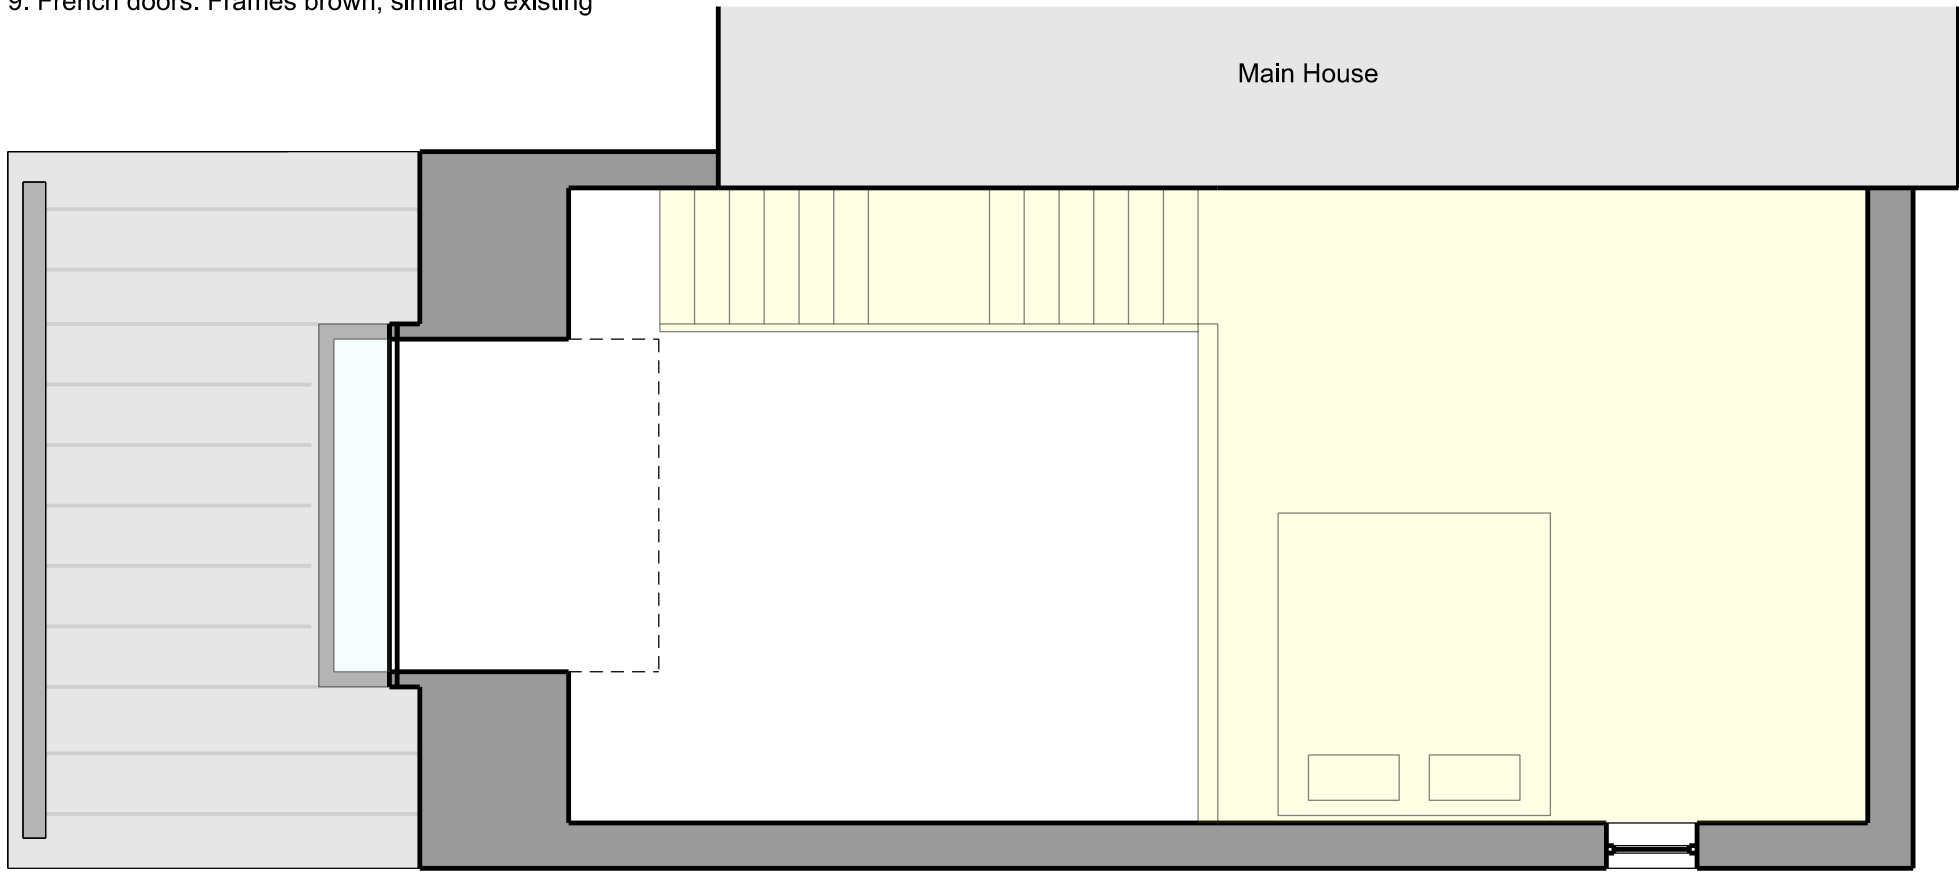 9. French doors. Frames brown, similar to existing
Main House